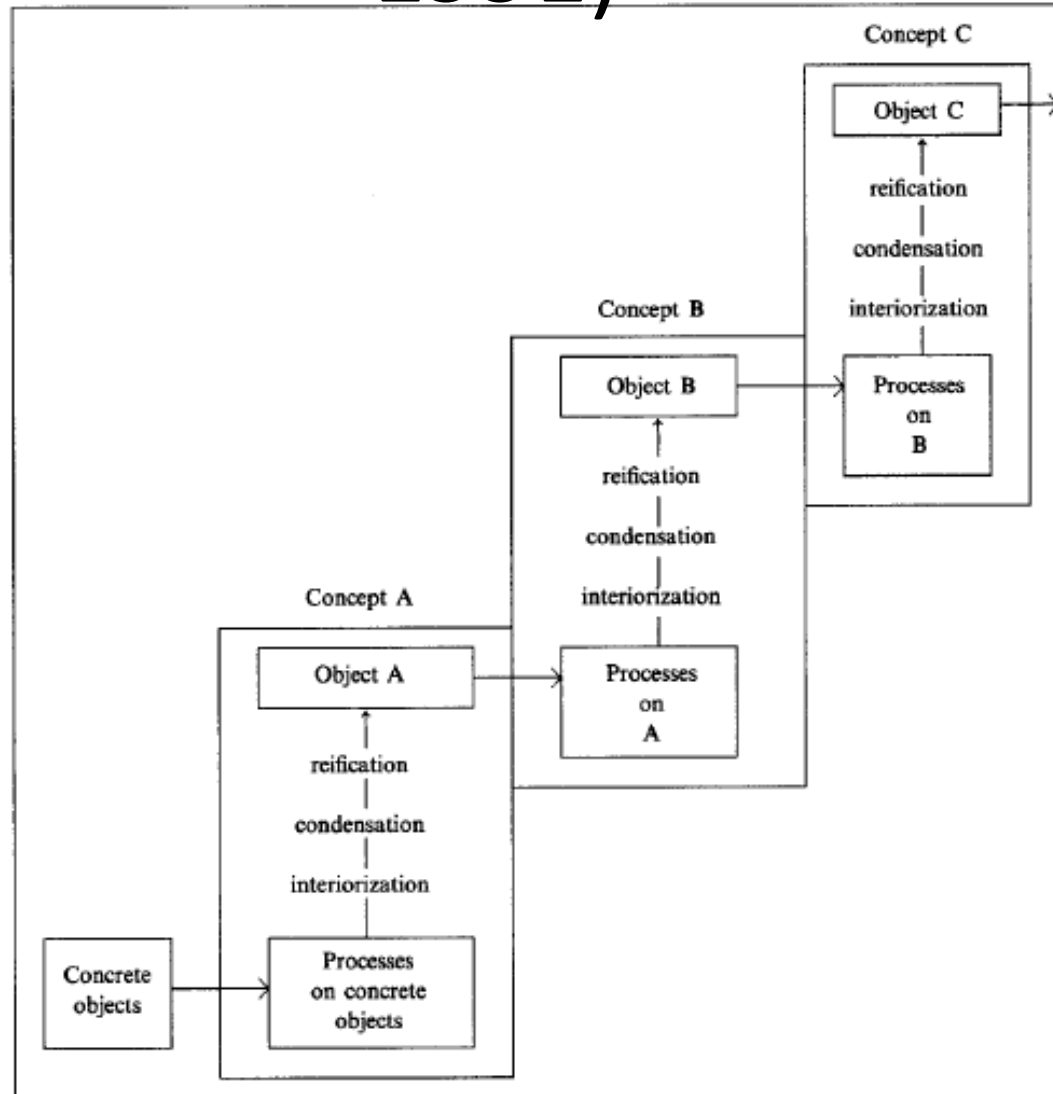 Concept C
Object C
reification
condensation
interiorization
Processes
on
B
Concept B
Object B
reification
condensation
interiorization
Processes
on
A
Concept A
Object A
reification
condensation
interiorization
Processes
on concrete
objects
Concrete
objects